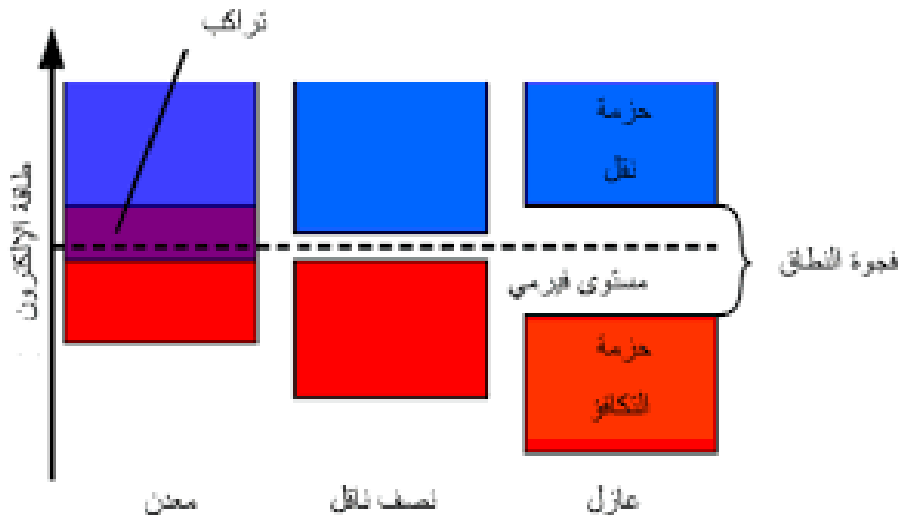 تراكب
حزمة
نقل
طاقة الإلكترون
فجوة النطاق
مستوى فيرمي
حزمة
التكافؤ
معدن
نصف ناقل
عازل